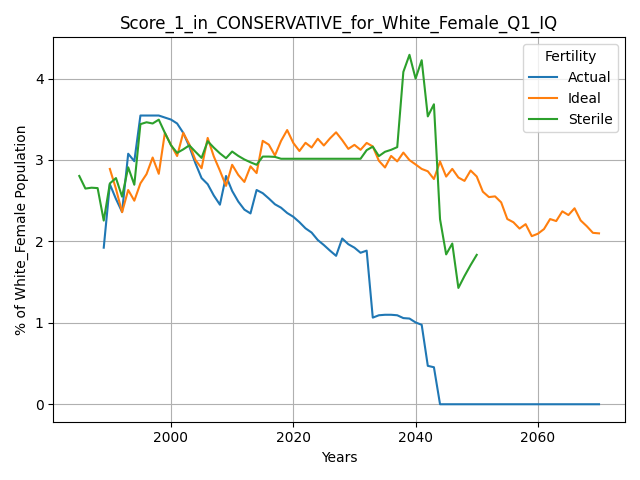 Score_1_in_CONSERVATIVE_for_White_Female_Q1_IQ
Fertility
Actual
Ideal
Sterile
% of White_Female Population
4
3
2
1
0
2000
2020
2040
2060
Years